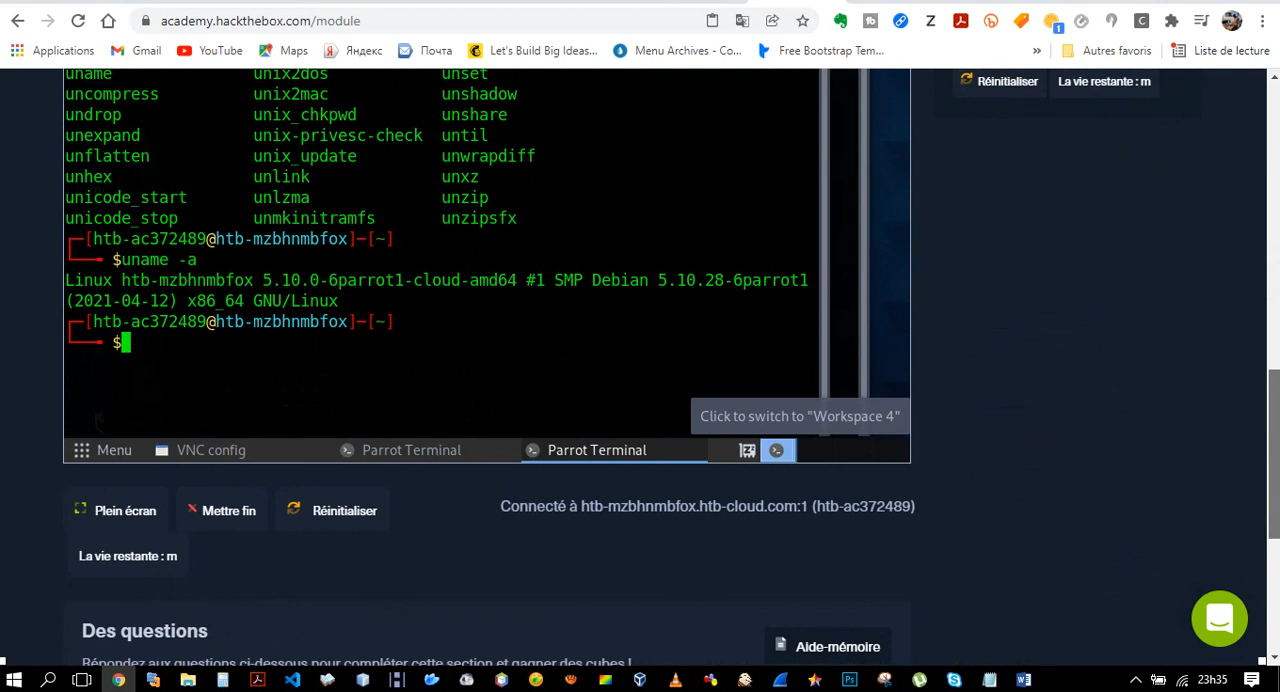 academy.hackthebox.com/module
1
Applications Gmail YouTube Maps Яндекс Почта Let's Build Big Ideas... Menu Archives - Co... Free Bootstrap Tem... » Autres favoris Liste de lecture
uname unix2dos unset
uncompress unix2mac unshadow
undrop unix_chkpwd unshare
unexpand unix-privesc-check until
unflatten unix_update unwrapdiff
unhex unlink unxz
unicode_start unlzma unzip
unicode_stop unmkinitramfs unzipsfx
[htb-ac372489@htb-mzbhnmbfox]─[~]
$uname -a
Linux htb-mzbhnmbfox 5.10.0-6parrot1-cloud-amd64 #1 SMP Debian 5.10.28-6parrot1
(2021-04-12) x86_64 GNU/Linux
[htb-ac372489@htb-mzbhnmbfox]─[~]
$
Réinitialiser La vie restante : m
Click to switch to "Workspace 4"
Menu VNC config Parrot Terminal Parrot Terminal
Plein écran Mettre fin Réinitialiser Connecté à htb-mzbhnmbfox.htb-cloud.com:1 (htb-ac372489)
La vie restante : m
Des questions
Aide-mémoire
Répondez aux questions ci-dessous pour compléter cette section et gagner des cubes !
23h35